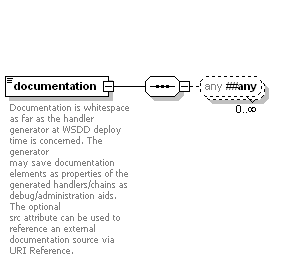 documentation
any ##any
0..∞
Documentation is whitespace
as far as the handler
generator at WSDD deploy
time is concerned. The
generator
may save documentation
elements as properties of the
generated handlers/chains as
debug/administration aids.
The optional
src attribute can be used to
reference an external
documentation source via
URI Reference.